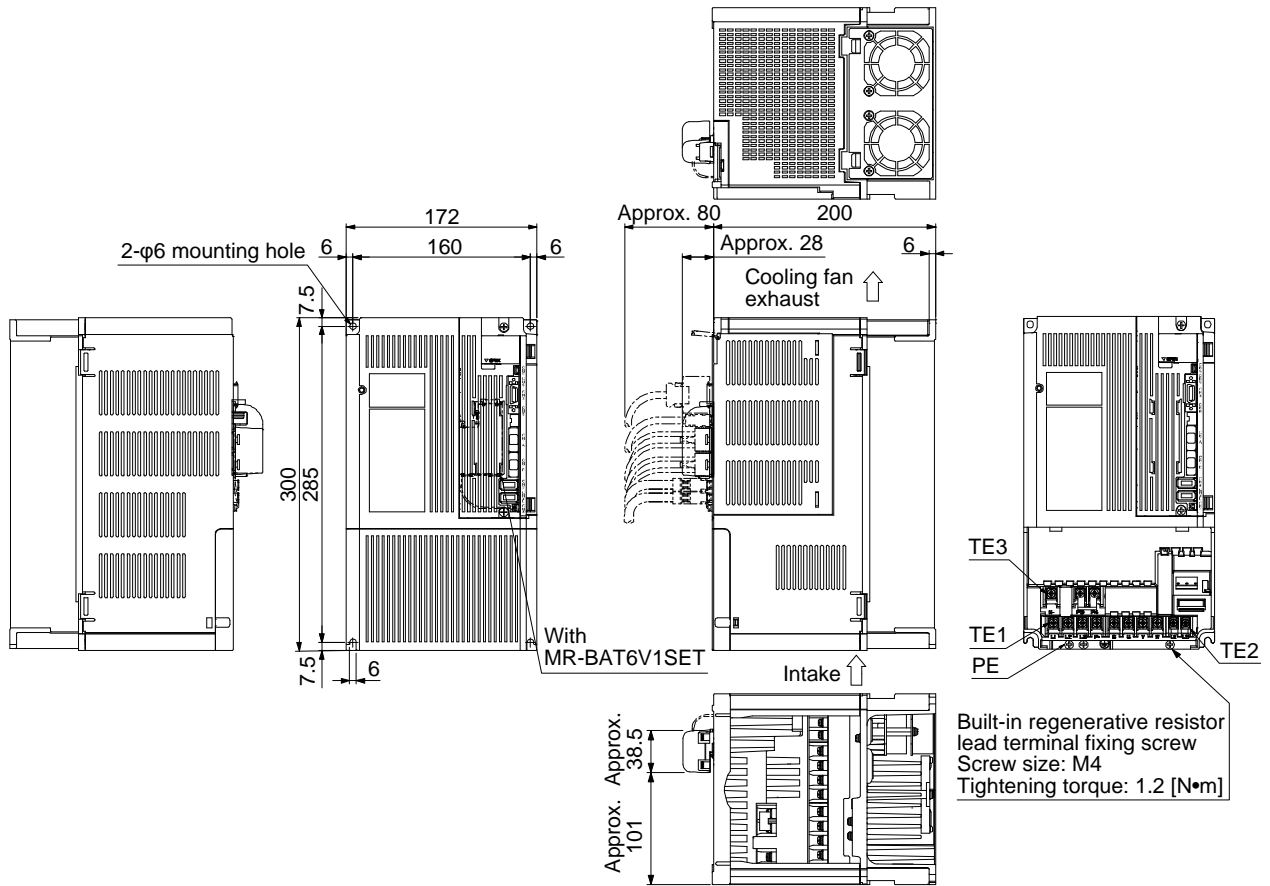 Approx. 80
200
172
Approx. 28
6
6
160
6
2-φ6 mounting hole
Cooling fan
exhaust
7.5
300
285
TE3
With
MR-BAT6V1SET
TE1
TE2
PE
7.5
6
Intake
Approx.
38.5
Approx.
101
Built-in regenerative resistor
lead terminal fixing screw
Screw size: M4
Tightening torque: 1.2 [N•m]